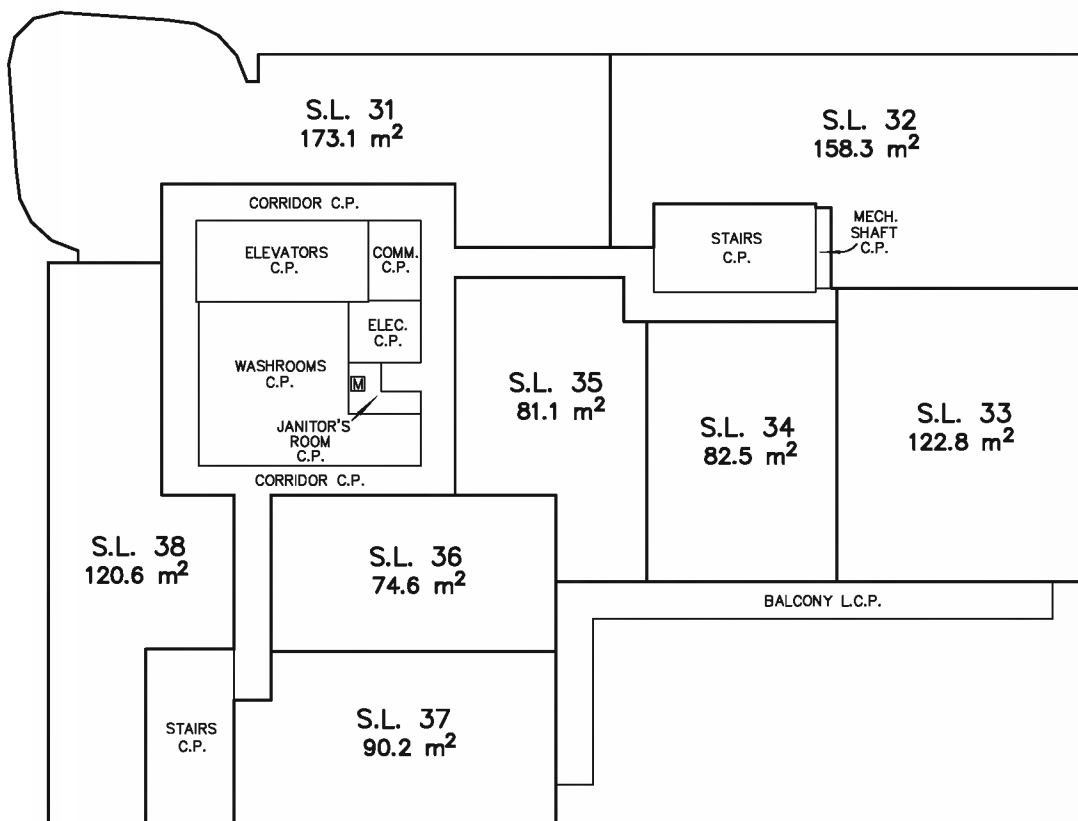 S.L. 31
173.1 m²
S.L. 32
158.3 m²
CORRIDOR C.P.
ELEVATORS
C.P.
COMM.
C.P.
STAIRS
C.P.
MECH.
SHAFT
C.P.
ELEC.
C.P.
WASHROOMS
C.P.
M
JANITOR'S
ROOM
C.P.
CORRIDOR C.P.
S.L. 35
81.1 m²
S.L. 34
82.5 m²
S.L. 33
122.8 m²
S.L. 38
120.6 m²
S.L. 36
74.6 m²
BALCONY L.C.P.
STAIRS
C.P.
S.L. 37
90.2 m²